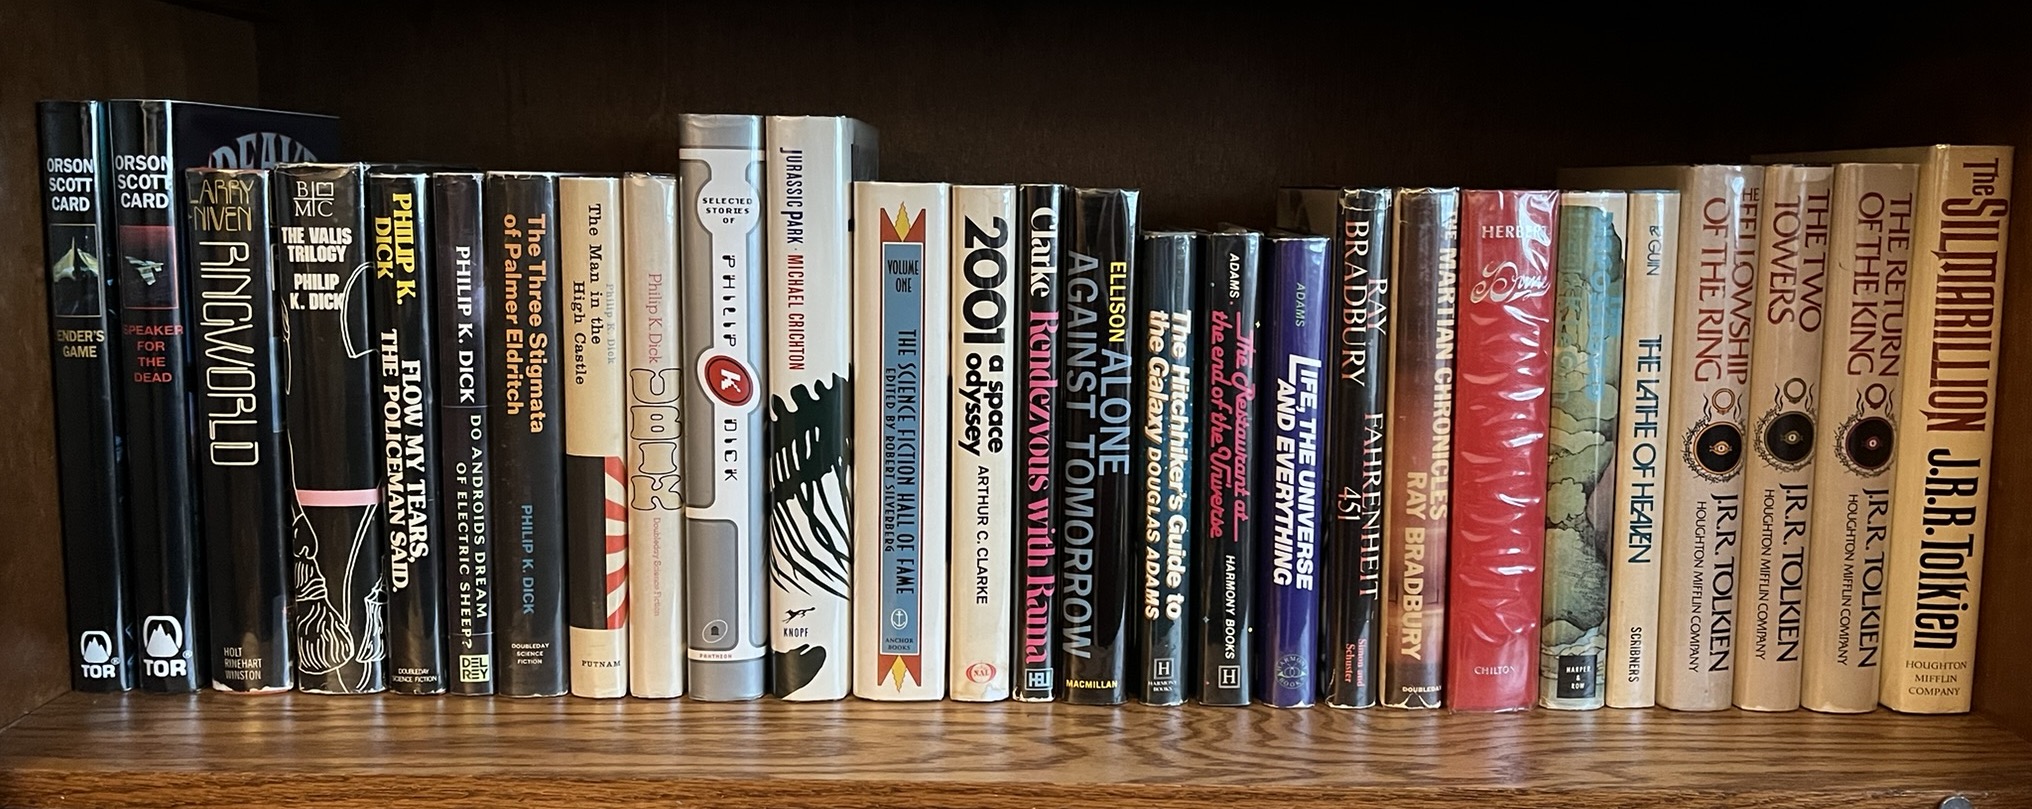 ORSON
SCOTT
CARD
ENDER'S
GAME
TOR
ORSON
SCOTT
CARD
SPEAKER
FOR
THE
DEAD
TOR
LARRY
NIVEN
RINGWORLD
HOLT
RINEHART
WINSTON
THE VALIS
TRILOGY
PHILIP
K. DICK
PHILIP K.
DICK
FLOW MY TEARS,
THE POLICEMAN SAID.
DOUBLEDAY
SCIENCE FICTION
PHILIP K. DICK
DO ANDROIDS DREAM
OF ELECTRIC SHEEP?
DEL
REY
The Three Stigmata
of Palmer Eldritch
PHILIP K. DICK
DOUBLEDAY
SCIENCE
FICTION
Philip K. Dick
The Man in the
High Castle
PUTNAM
Philip K. Dick
Doubleday Science Fiction
SELECTED
STORIES
OF
PHILIP
K
DICK
PANTHEON
JURASSIC PARK · MICHAEL CRICHTON
KNOPF
VOLUME
ONE
THE SCIENCE FICTION HALL OF FAME
EDITED BY ROBERT SILVERBERG
ANCHOR
BOOKS
2001 a space
odyssey
ARTHUR C. CLARKE
NAL
Clarke Rendezvous with Rama
HBJ
ELLISON ALONE
AGAINST TOMORROW
MACMILLAN
The Hitchhiker's Guide to
the Galaxy DOUGLAS ADAMS
H
HARMONY
BOOKS
ADAMS · The Restaurant at
the end of the Universe
HARMONY BOOKS
H
ADAMS
LIFE, THE UNIVERSE
AND EVERYTHING
HARMONY
BOOKS
RAY
BRADBURY
FAHRENHEIT
451
Simon and
Schuster
THE MARTIAN CHRONICLES
RAY BRADBURY
DOUBLEDAY
HERBERT
Dune
CHILTON
HARPER
&
ROW
LE GUIN
THE LATHE OF HEAVEN
SCRIBNERS
THE
FELLOWSHIP
OF THE RING
J.R.R. TOLKIEN
HOUGHTON MIFFLIN COMPANY
THE TWO
TOWERS
J.R.R. TOLKIEN
HOUGHTON MIFFLIN COMPANY
THE RETURN
OF THE KING
J.R.R. TOLKIEN
HOUGHTON MIFFLIN COMPANY
The SILMARILLION J.R.R. Tolkien
HOUGHTON
MIFFLIN
COMPANY